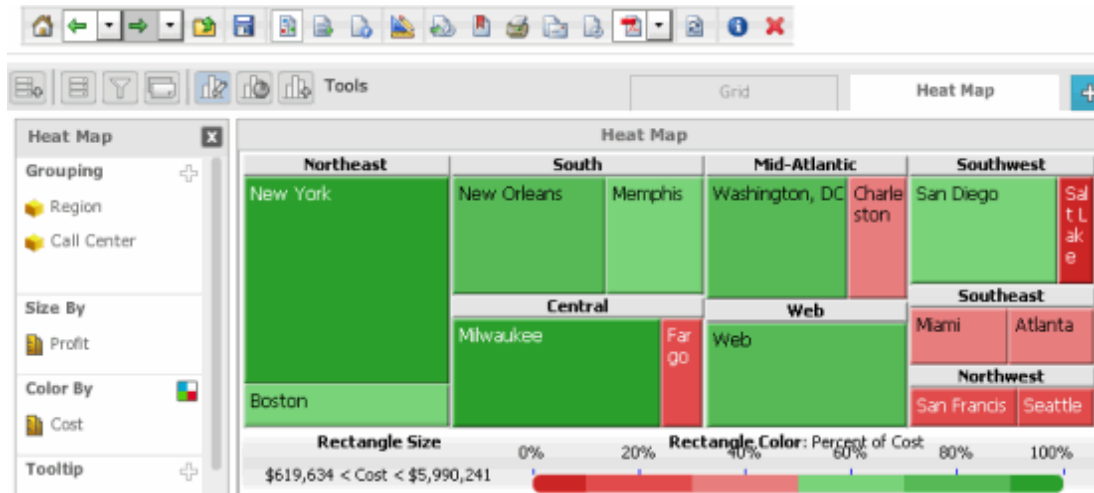 Tools
Grid
Heat Map
Heat Map
Grouping
Region
Call Center
Size By
Profit
Color By
Cost
Tooltip
Heat Map
Northeast
New York
Boston
South
New Orleans
Memphis
Central
Milwaukee
Far
go
Mid-Atlantic
Washington, DC
Charle
ston
Web
Web
Southwest
San Diego
Sal
t L
ak
e
Southeast
Miami
Atlanta
Northwest
San Francis
Seattle
Rectangle Size
$619,634 < Cost < $5,990,241
Rectangle Color: Percent of Cost
0% 20% 40% 60% 80% 100%